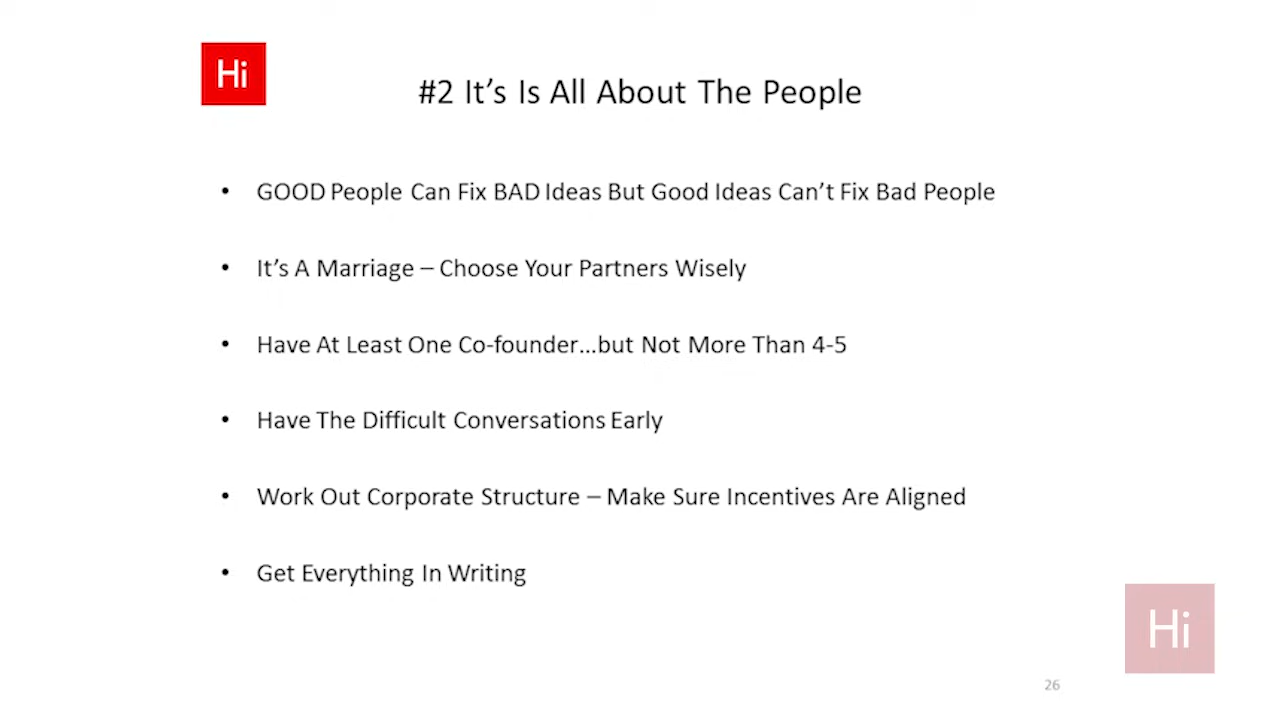 Hi
#2 It’s Is All About The People
• GOOD People Can Fix BAD Ideas But Good Ideas Can’t Fix Bad People
• It’s A Marriage – Choose Your Partners Wisely
• Have At Least One Co-founder…but Not More Than 4-5
• Have The Difficult Conversations Early
• Work Out Corporate Structure – Make Sure Incentives Are Aligned
• Get Everything In Writing
Hi
26